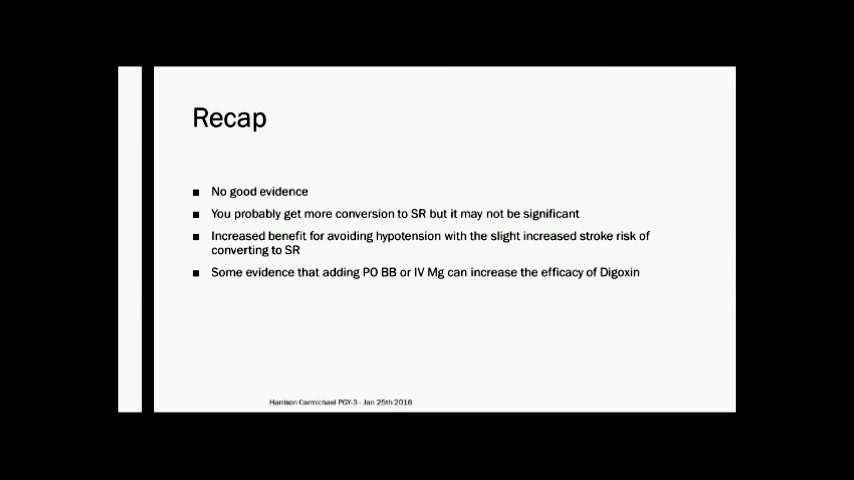 Recap
■ No good evidence
■ You probably get more conversion to SR but it may not be significant
■ Increased benefit for avoiding hypotension with the slight increased stroke risk of
converting to SR
■ Some evidence that adding PO BB or IV Mg can increase the efficacy of Digoxin
Harrison Carmichael PGY-3 - Jan 25th 2018